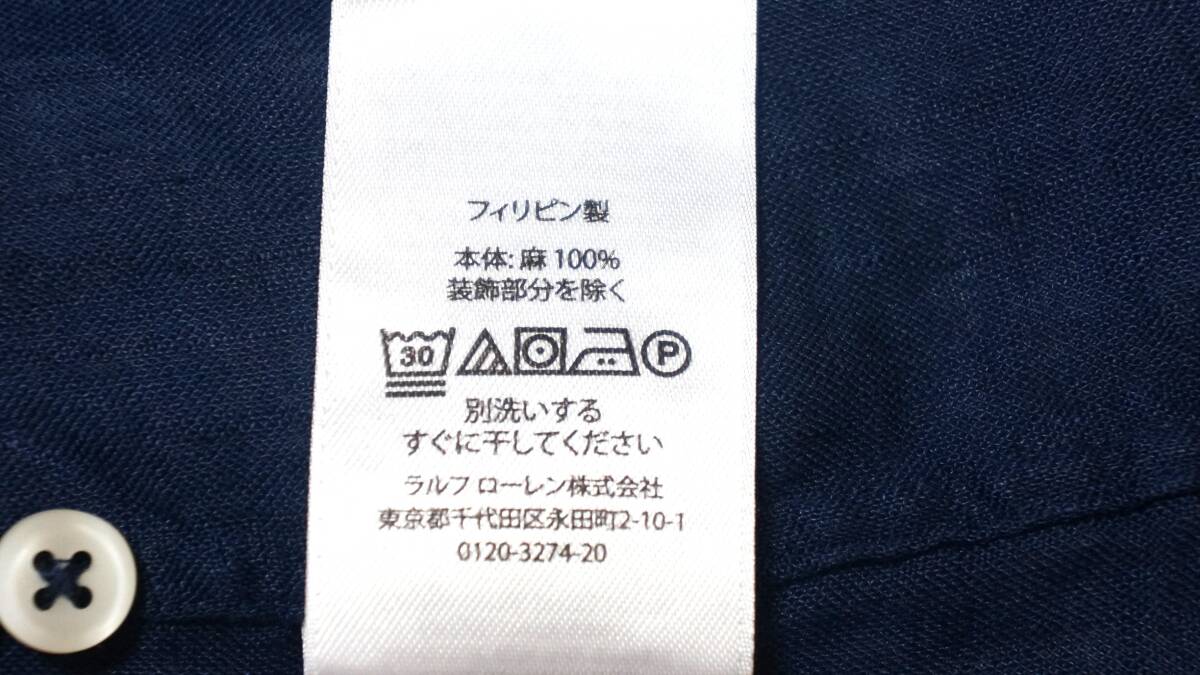 フィリピン製
本体: 麻 100%
装飾部分を除く
30 P
別洗いする
すぐに干してください
ラルフ ローレン株式会社
東京都千代田区永田町2-10-1
0120-3274-20